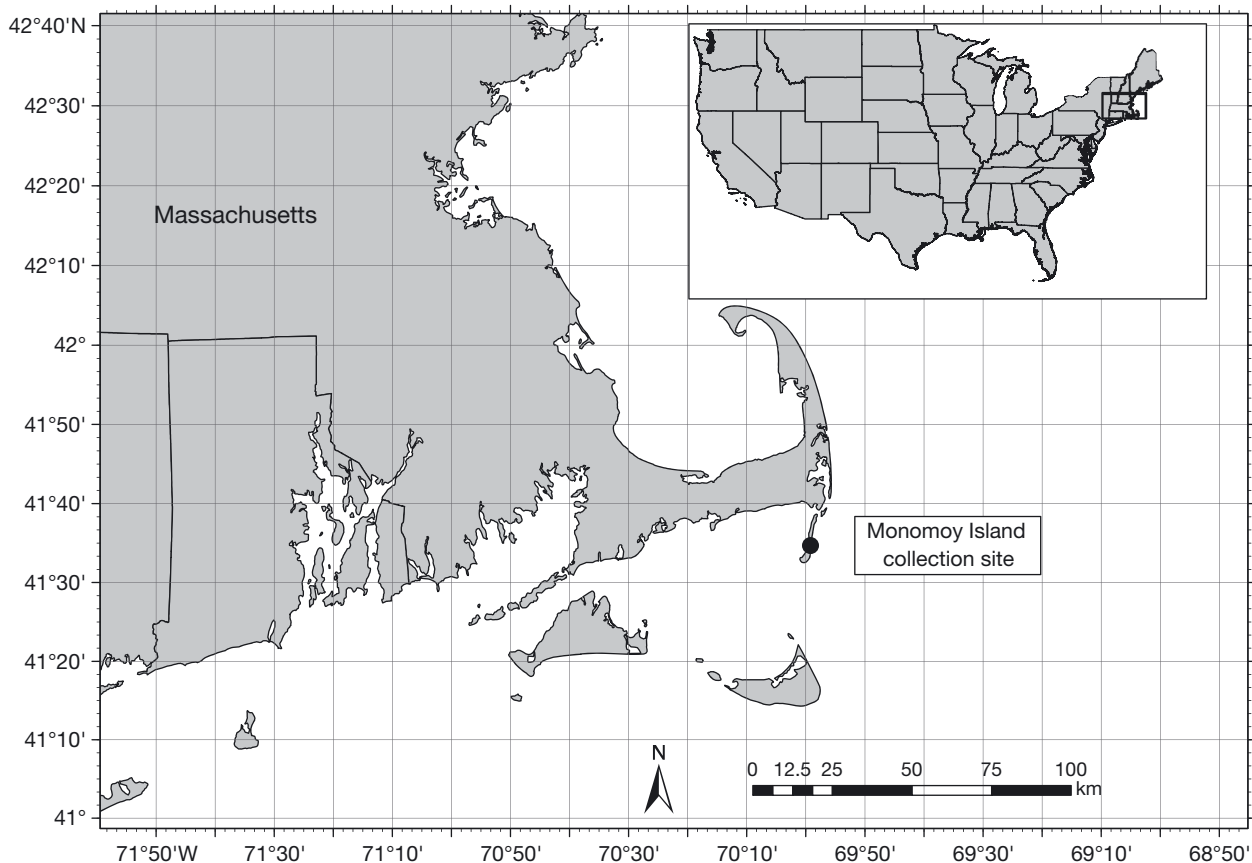 42°40'N
42°30'
42°20'
42°10'
42°
41°50'
41°40'
41°30'
41°20'
41°10'
41°
Massachusetts
Monomoy Island
collection site
N
0 12.5 25 50 75 100
km
71°50'W 71°30' 71°10' 70°50' 70°30' 70°10' 69°50' 69°30' 69°10' 68°50'